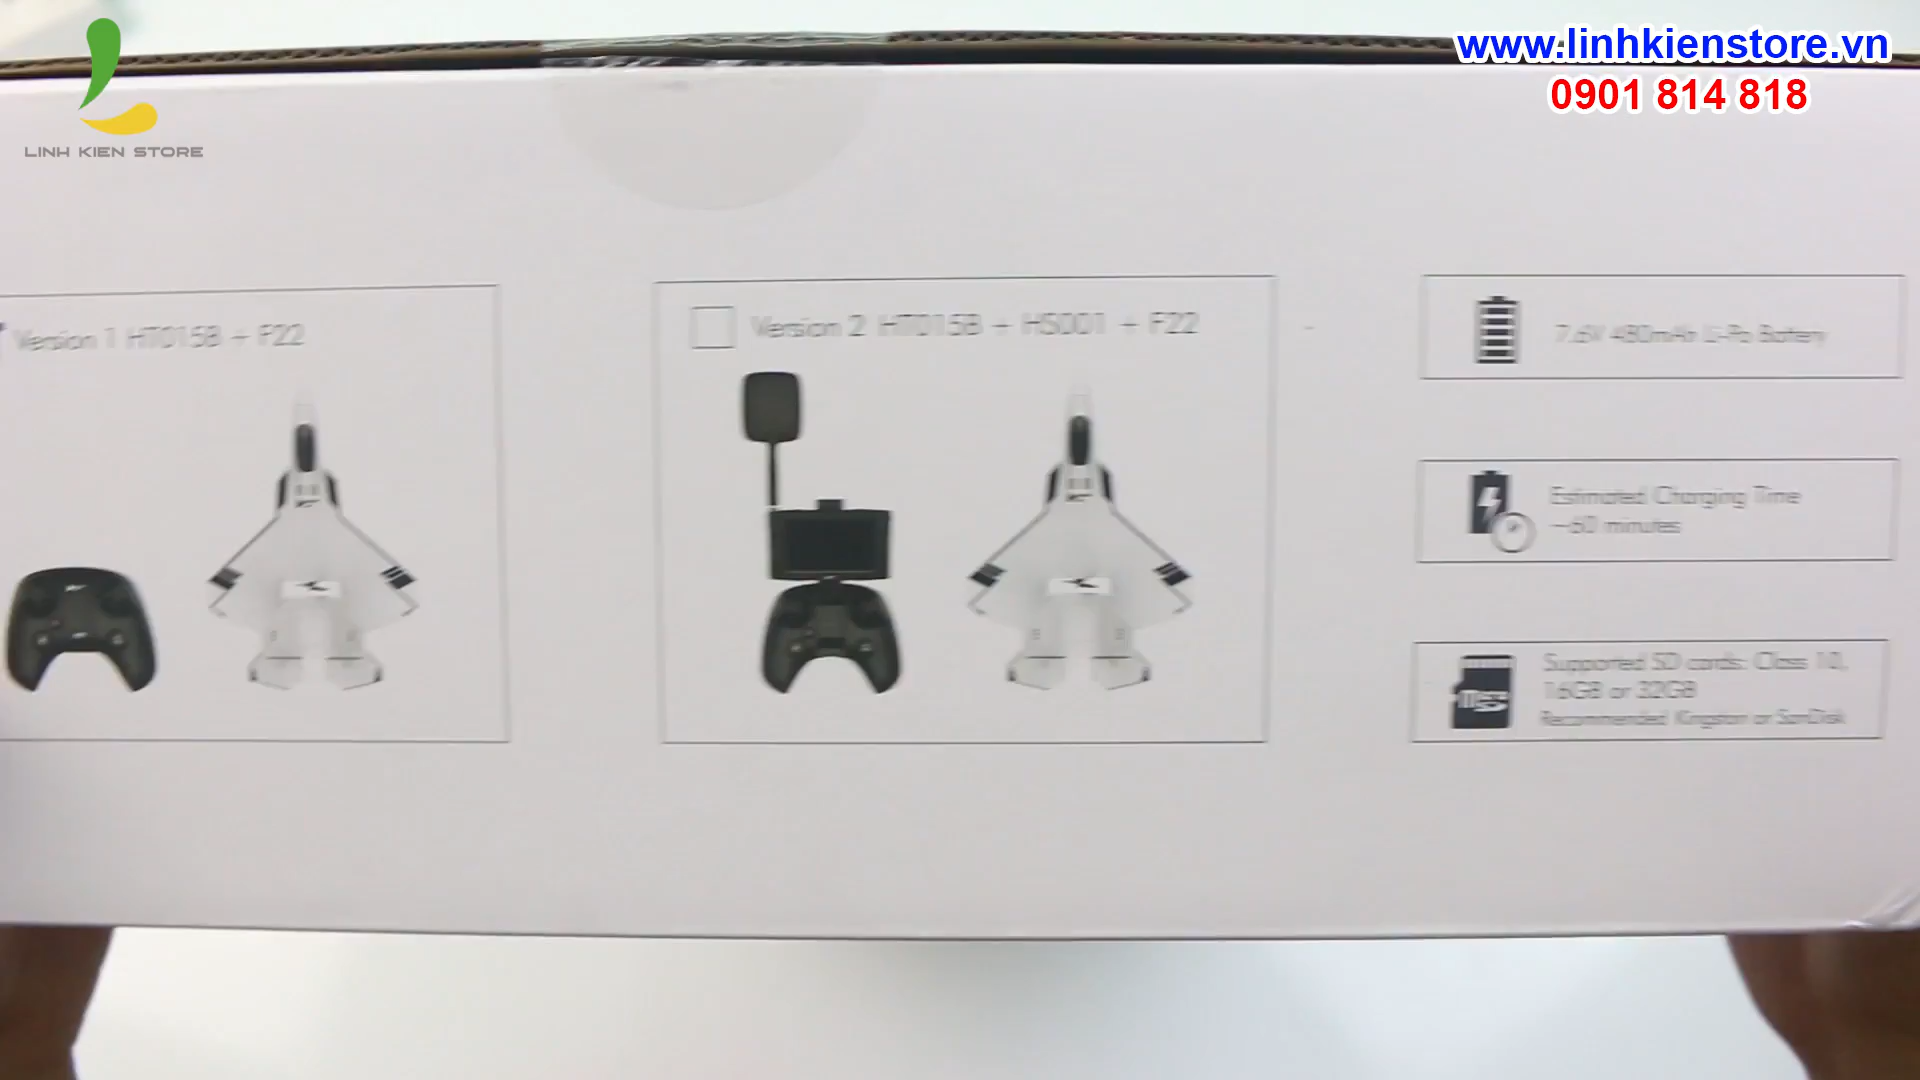 www.linhkienstore.vn
0901 814 818
LINH KIEN STORE
Version 1 HT015B + F22
Version 2 HT015B + HS001 + F22
7.6V 480mAh Li-Po Battery
Estimated Charging Time
~60 minutes
Supported SD cards: Class 10,
16GB or 32GB
Recommended Kingston or SanDisk